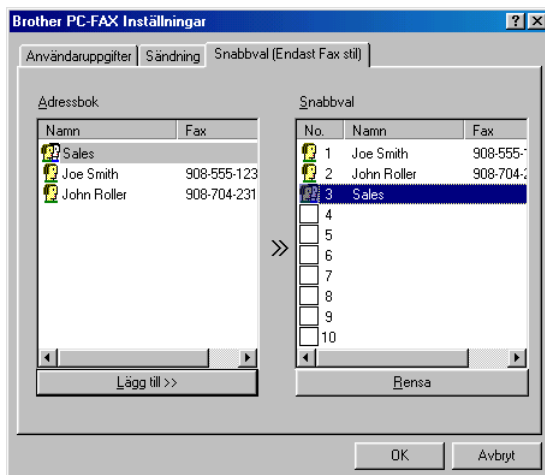 Brother PC-FAX Inställningar
Användaruppgifter Sändning Snabbval (Endast Fax stil)
Adressbok Snabbval
Namn Fax No. Namn Fax
Sales 1 Joe Smith 908-555-
Joe Smith 908-555-123 2 John Roller 908-704-
John Roller 908-704-231 3 Sales
4
5
6
7
8
9
10
Lägg till >> Rensa
OK Avbryt